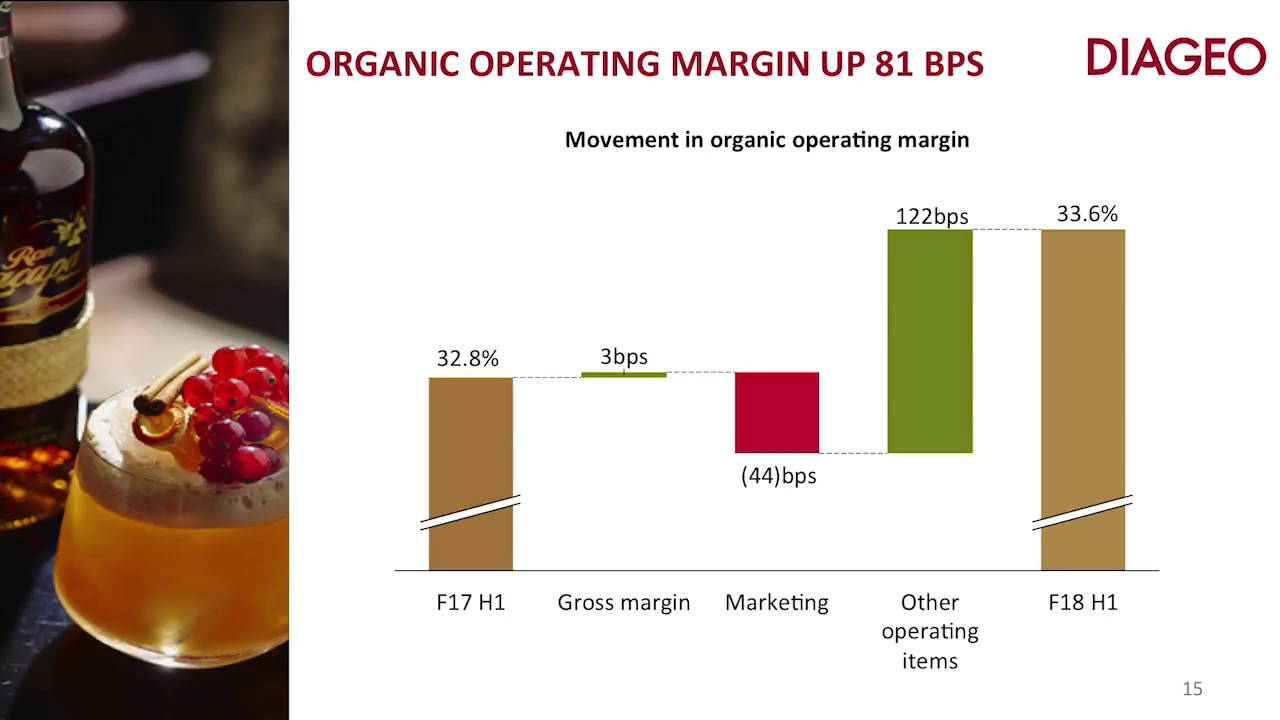 ORGANIC OPERATING MARGIN UP 81 BPS
DIAGEO
Movement in organic operating margin
122bps
33.6%
32.8%
3bps
(44)bps
F17 H1
Gross margin
Marketing
Other
operating
items
F18 H1
Ron
15